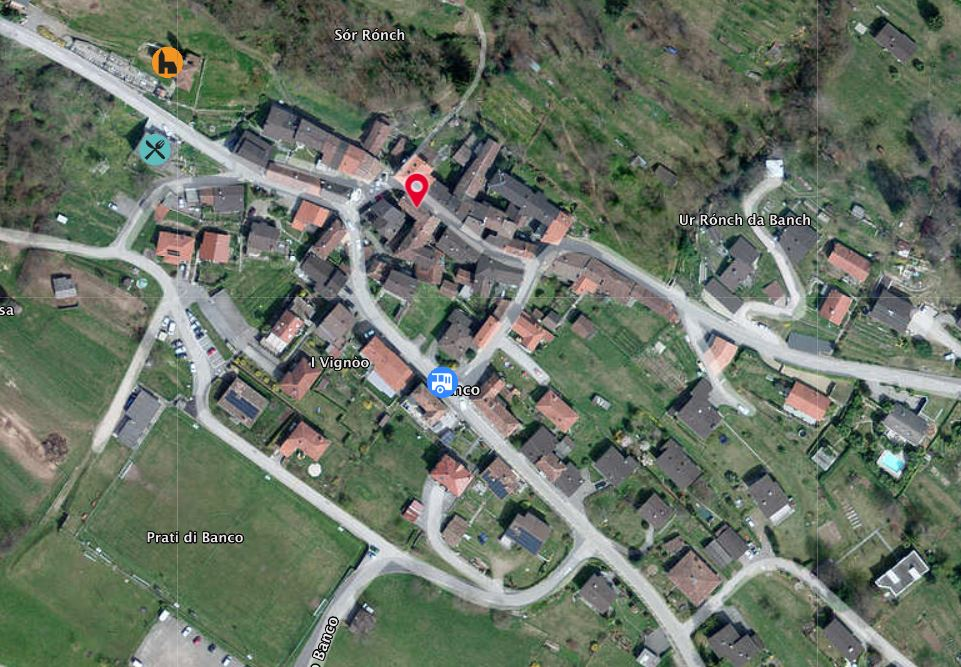 Sór Rónch
Ur Rónch da Banch
sa
I Vignòo
nco
Prati di Banco
o Banco